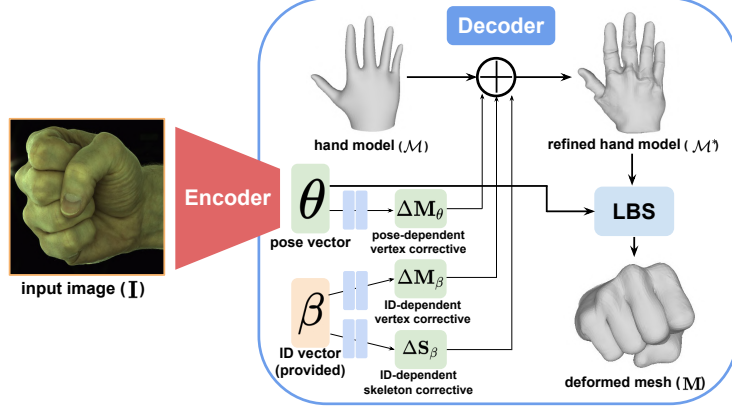 Decoder
hand model (ℳ)
refined hand model (ℳ*)
Encoder
θ
ΔM_θ
LBS
pose vector
pose-dependent
vertex corrective
input image (I)
β
ΔM_β
ID-dependent
vertex corrective
ΔS_β
ID vector
(provided)
ID-dependent
skeleton corrective
deformed mesh (M)